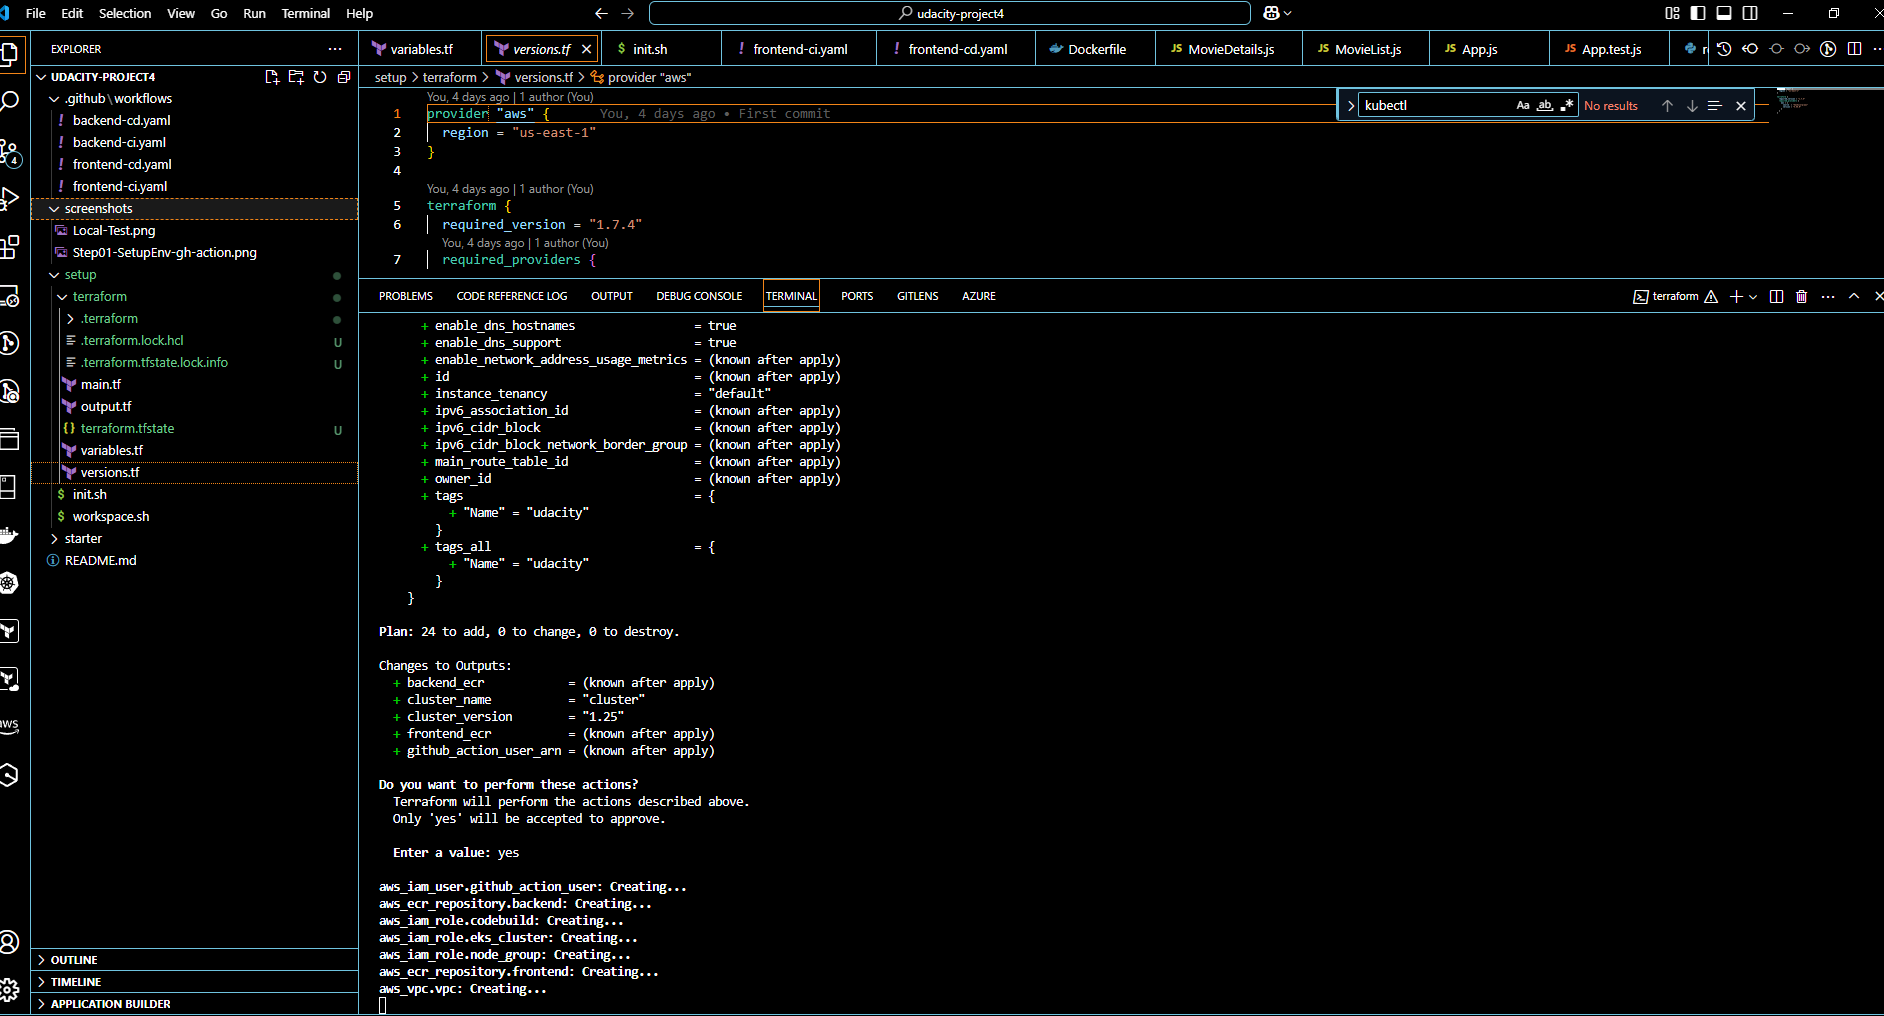 File Edit Selection View Go Run Terminal Help
udacity-project4
EXPLORER
UDACITY-PROJECT4
.github\workflows
! backend-cd.yaml
! backend-ci.yaml
! frontend-cd.yaml
! frontend-ci.yaml
screenshots
Local-Test.png
Step01-SetupEnv-gh-action.png
setup
terraform
.terraform
.terraform.lock.hcl U
.terraform.tfstate.lock.info U
main.tf
output.tf
{} terraform.tfstate U
variables.tf
versions.tf
$ init.sh
$ workspace.sh
starter
README.md
OUTLINE
TIMELINE
APPLICATION BUILDER
4
aws
variables.tf versions.tf $ init.sh ! frontend-ci.yaml ! frontend-cd.yaml Dockerfile JS MovieDetails.js JS MovieList.js JS App.js JS App.test.js
setup > terraform > versions.tf > provider "aws"
kubectl Aa ab .* No results
You, 4 days ago | 1 author (You)
1 provider "aws" { You, 4 days ago • First commit
2 region = "us-east-1"
3 }
4
You, 4 days ago | 1 author (You)
5 terraform {
6 required_version = "1.7.4"
You, 4 days ago | 1 author (You)
7 required_providers {
PROBLEMS CODE REFERENCE LOG OUTPUT DEBUG CONSOLE TERMINAL PORTS GITLENS AZURE
terraform
+ enable_dns_hostnames = true
+ enable_dns_support = true
+ enable_network_address_usage_metrics = (known after apply)
+ id = (known after apply)
+ instance_tenancy = "default"
+ ipv6_association_id = (known after apply)
+ ipv6_cidr_block = (known after apply)
+ ipv6_cidr_block_network_border_group = (known after apply)
+ main_route_table_id = (known after apply)
+ owner_id = (known after apply)
+ tags = {
+ "Name" = "udacity"
}
+ tags_all = {
+ "Name" = "udacity"
}
}
Plan: 24 to add, 0 to change, 0 to destroy.
Changes to Outputs:
+ backend_ecr = (known after apply)
+ cluster_name = "cluster"
+ cluster_version = "1.25"
+ frontend_ecr = (known after apply)
+ github_action_user_arn = (known after apply)
Do you want to perform these actions?
Terraform will perform the actions described above.
Only 'yes' will be accepted to approve.
Enter a value: yes
aws_iam_user.github_action_user: Creating...
aws_ecr_repository.backend: Creating...
aws_iam_role.codebuild: Creating...
aws_iam_role.eks_cluster: Creating...
aws_iam_role.node_group: Creating...
aws_ecr_repository.frontend: Creating...
aws_vpc.vpc: Creating...